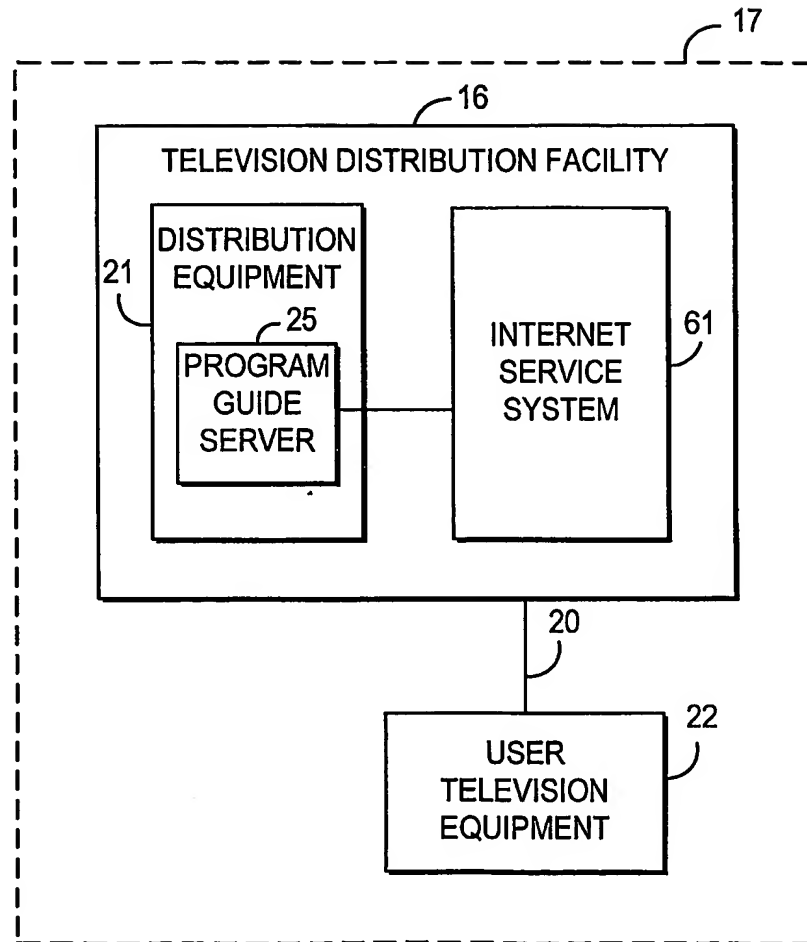 17
16
TELEVISION DISTRIBUTION FACILITY
DISTRIBUTION
EQUIPMENT
21
25
PROGRAM
GUIDE
SERVER
INTERNET
SERVICE
SYSTEM
61
20
22
USER
TELEVISION
EQUIPMENT